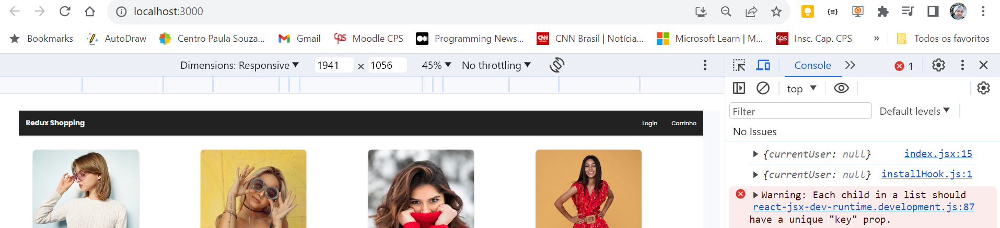 localhost:3000
Bookmarks AutoDraw Centro Paula Souza... Gmail Moodle CPS Programming News... CNN Brasil | Notícia... Microsoft Learn | M... Insc. Cap. CPS » Todos os favoritos
Dimensions: Responsive 1941 × 1056 45% No throttling
Console 1
top
Filter Default levels
No Issues
Redux Shopping Login Carrinho
{currentUser: null} index.jsx:15
{currentUser: null} installHook.js:1
Warning: Each child in a list should
react-jsx-dev-runtime.development.js:87
have a unique "key" prop.